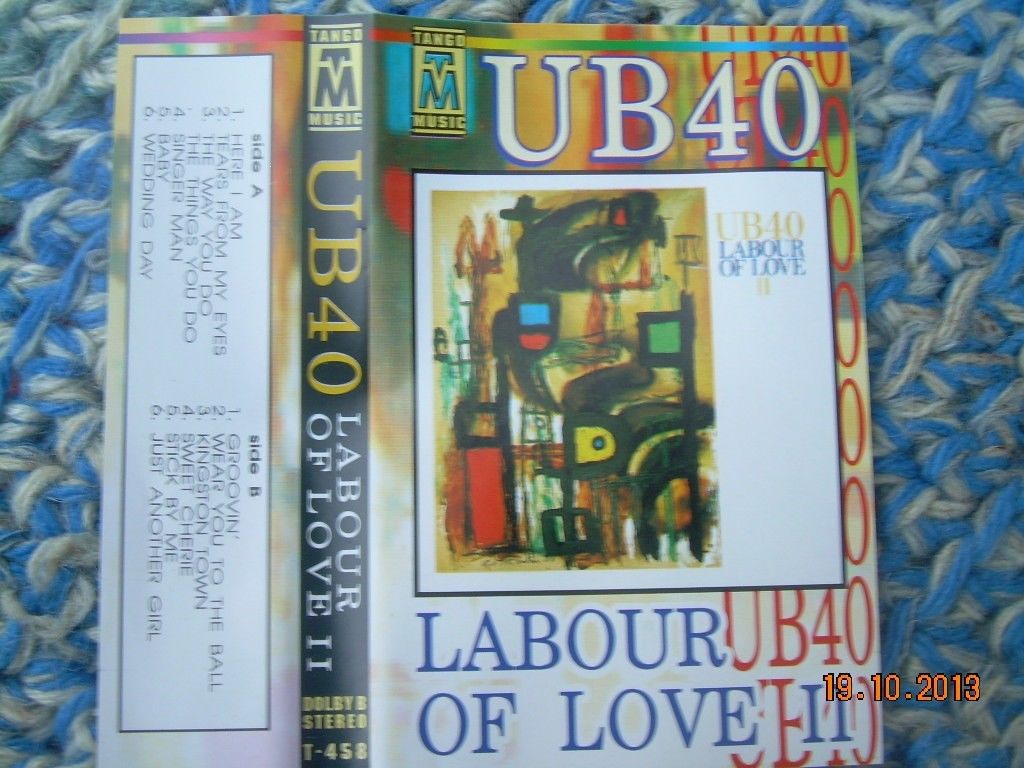 side A
1. HERE I AM
2. TEARS FROM MY EYES
3. THE WAY YOU DO
THE THINGS YOU DO
4. SINGER MAN
5. BABY
6. WEDDING DAY
side B
1. GROOVIN'
2. WEAR YOU TO THE BALL
3. KINGSTON TOWN
4. SWEET CHERIE
5. STICK BY ME
6. JUST ANOTHER GIRL
TANGO
TM
MUSIC
UB40
LABOUR
OF LOVE II
DOLBY B
STEREO
T-458
TANGO
TM
MUSIC
UB40
UB40
UB40
LABOUR
OF LOVE
II
LABOUR
OF LOVE II
UB40
19.10.2013